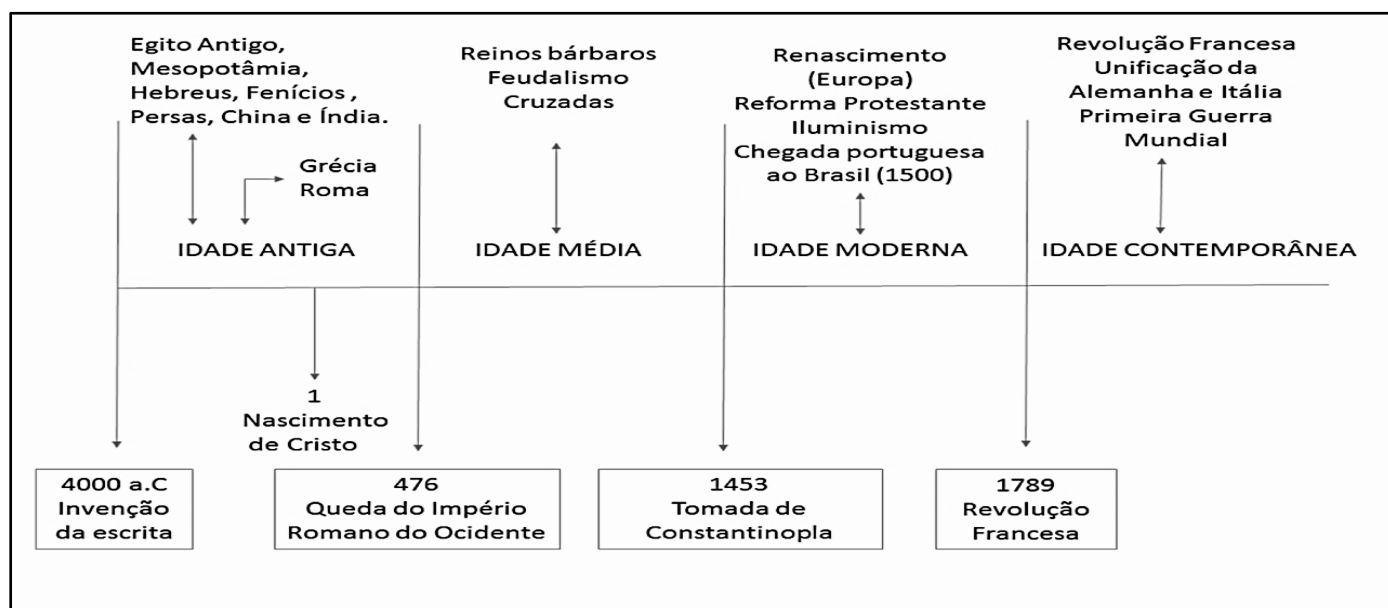 Egito Antigo,
Mesopotâmia,
Hebreus, Fenícios ,
Persas, China e Índia.
Grécia
Roma
IDADE ANTIGA
Reinos bárbaros
Feudalismo
Cruzadas
IDADE MÉDIA
Renascimento
(Europa)
Reforma Protestante
Iluminismo
Chegada portuguesa
ao Brasil (1500)
IDADE MODERNA
Revolução Francesa
Unificação da
Alemanha e Itália
Primeira Guerra
Mundial
IDADE CONTEMPORÂNEA
1
Nascimento
de Cristo
4000 a.C
Invenção
da escrita
476
Queda do Império
Romano do Ocidente
1453
Tomada de
Constantinopla
1789
Revolução
Francesa